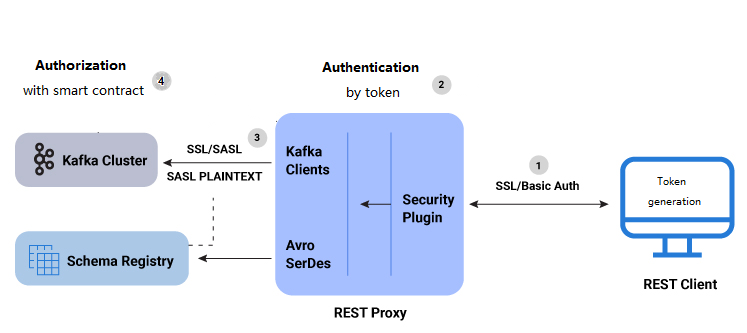 Authorization
with smart contract
4
Authentication
by token
2
SSL/SASL
3
SASL PLAINTEXT
Kafka Cluster
Schema Registry
Kafka
Clients
Avro
SerDes
Security
Plugin
REST Proxy
1
SSL/Basic Auth
Token
generation
REST Client